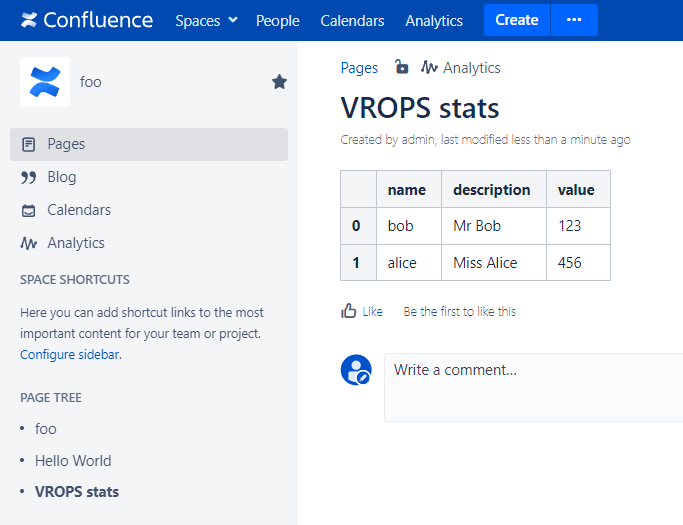 Confluence Spaces People Calendars Analytics Create ...
foo
Pages
Blog
Calendars
Analytics
SPACE SHORTCUTS
Here you can add shortcut links to the most
important content for your team or project.
Configure sidebar.
PAGE TREE
• foo
• Hello World
• VROPS stats
Pages Analytics
VROPS stats
Created by admin, last modified less than a minute ago
name description value
0 bob Mr Bob 123
1 alice Miss Alice 456
Like Be the first to like this
Write a comment...